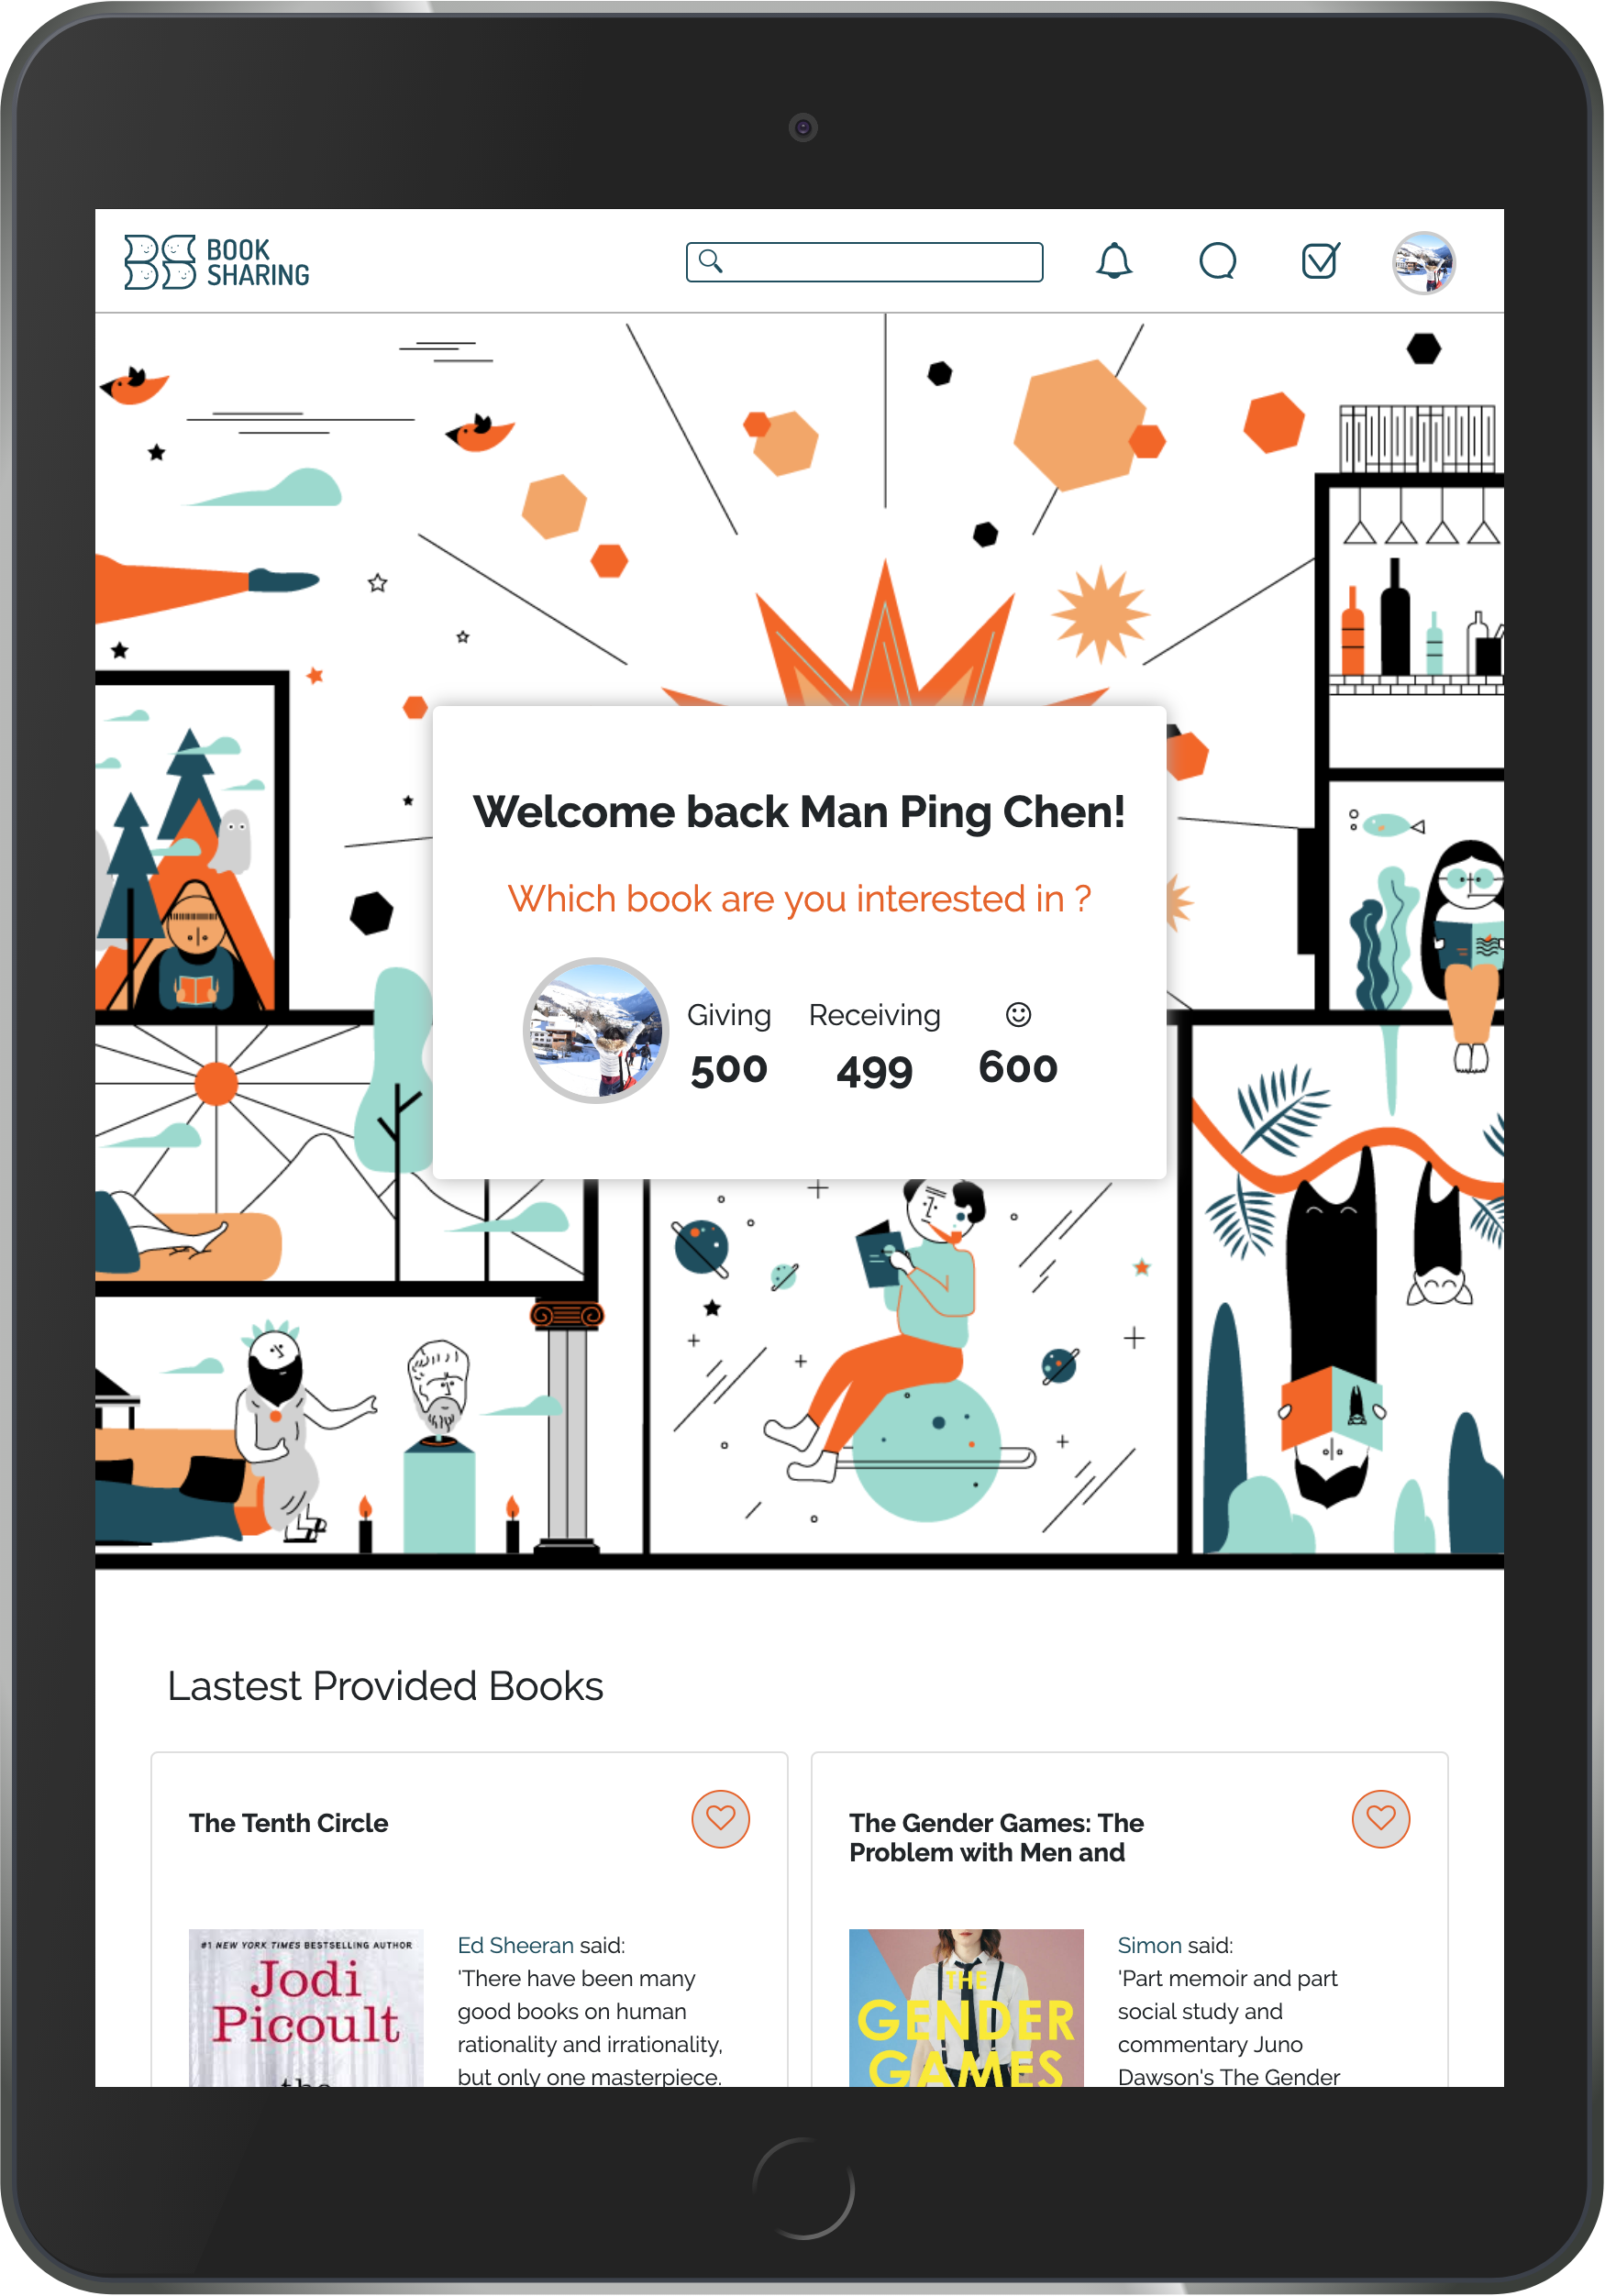 BOOK
SHARING
Welcome back Man Ping Chen!
Which book are you interested in ?
Giving
Receiving
500
499
600
Lastest Provided Books
The Tenth Circle
The Gender Games: The
Problem with Men and
#1 NEW YORK TIMES BESTSELLING AUTHOR
Jodi
Picoult
the
Ed Sheeran said:
'There have been many
good books on human
rationality and irrationality,
but only one masterpiece.
THE
GENDER
GAMES
Simon said:
'Part memoir and part
social study and
commentary Juno
Dawson's The Gender